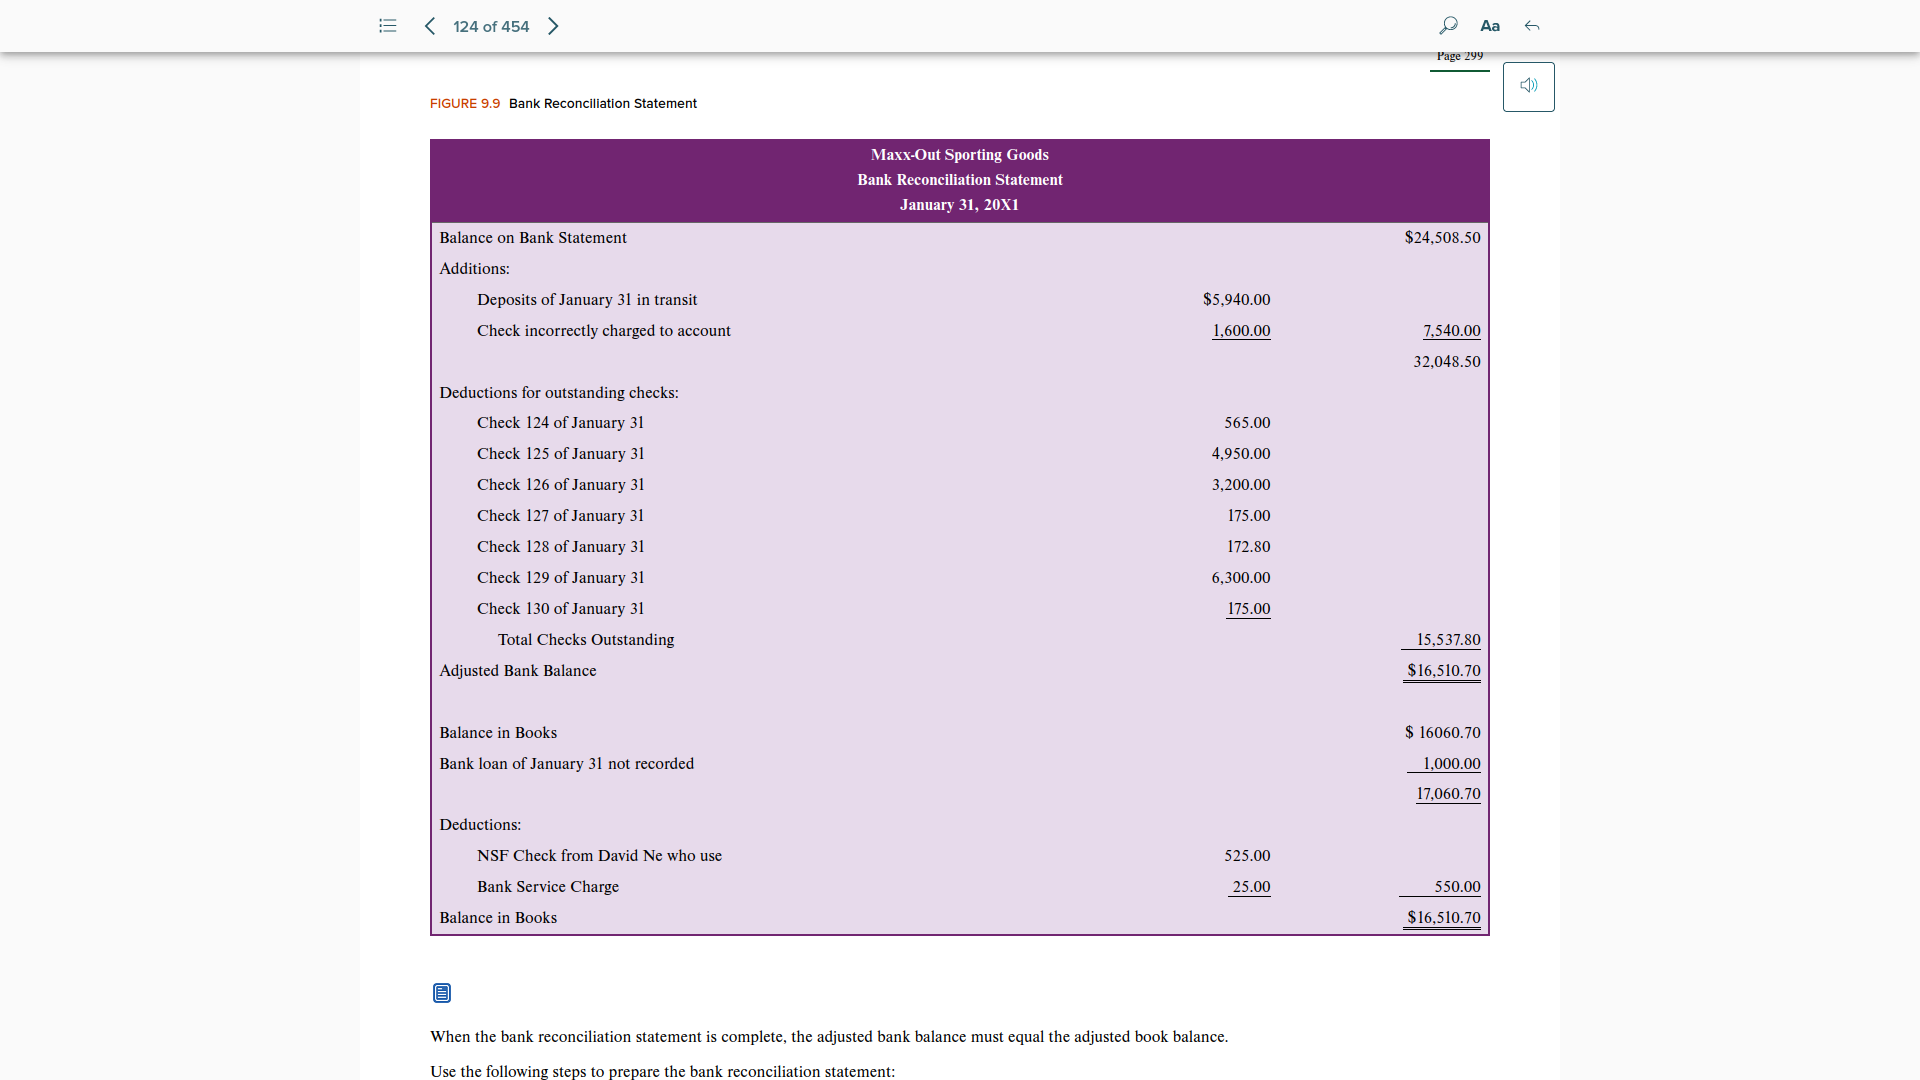 124 of 454
Aa
Page 299
FIGURE 9.9 Bank Reconciliation Statement
Maxx-Out Sporting Goods
Bank Reconciliation Statement
January 31, 20X1
Balance on Bank Statement $24,508.50
Additions:
Deposits of January 31 in transit $5,940.00
Check incorrectly charged to account 1,600.00 7,540.00
32,048.50
Deductions for outstanding checks:
Check 124 of January 31 565.00
Check 125 of January 31 4,950.00
Check 126 of January 31 3,200.00
Check 127 of January 31 175.00
Check 128 of January 31 172.80
Check 129 of January 31 6,300.00
Check 130 of January 31 175.00
Total Checks Outstanding 15,537.80
Adjusted Bank Balance $16,510.70
Balance in Books $ 16060.70
Bank loan of January 31 not recorded 1,000.00
17,060.70
Deductions:
NSF Check from David Ne who use 525.00
Bank Service Charge 25.00 550.00
Balance in Books $16,510.70
When the bank reconciliation statement is complete, the adjusted bank balance must equal the adjusted book balance.
Use the following steps to prepare the bank reconciliation statement: